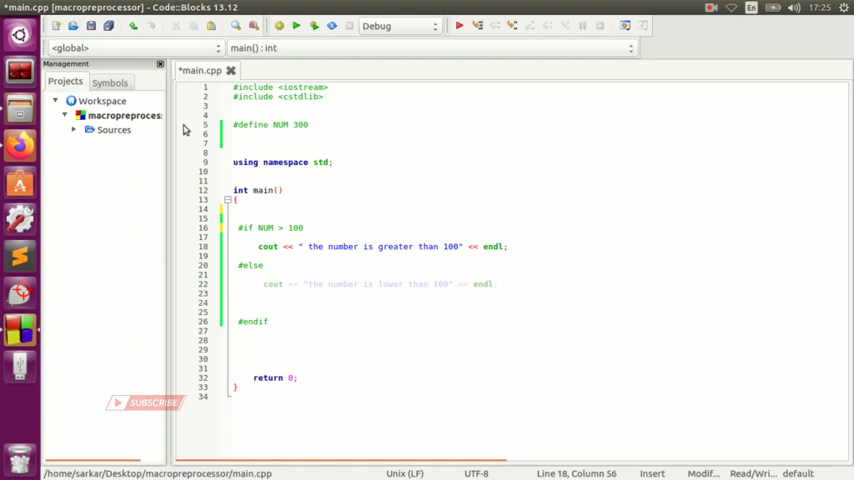 *main.cpp [macropreprocessor] - Code::Blocks 13.12
En
17:25
Debug
<global>
main() : int
Management
Projects
Symbols
*main.cpp
Workspace
macropreproces
Sources
1 #include <iostream>
2 #include <cstdlib>
3
4
5 #define NUM 300
6
7
8
9 using namespace std;
10
11
12 int main()
13 {
14
15
16 #if NUM > 100
17
18 cout << " the number is greater than 100" << endl;
19
20 #else
21
22 cout << "the number is lower than 100" << endl;
23
24
25
26 #endif
27
28
29
30
31
32 return 0;
33 }
34
SUBSCRIBE
/home/sarkar/Desktop/macropreprocessor/main.cpp
Unix (LF)
UTF-8
Line 18, Column 56
Insert
Modif...
Read/Wri...
default